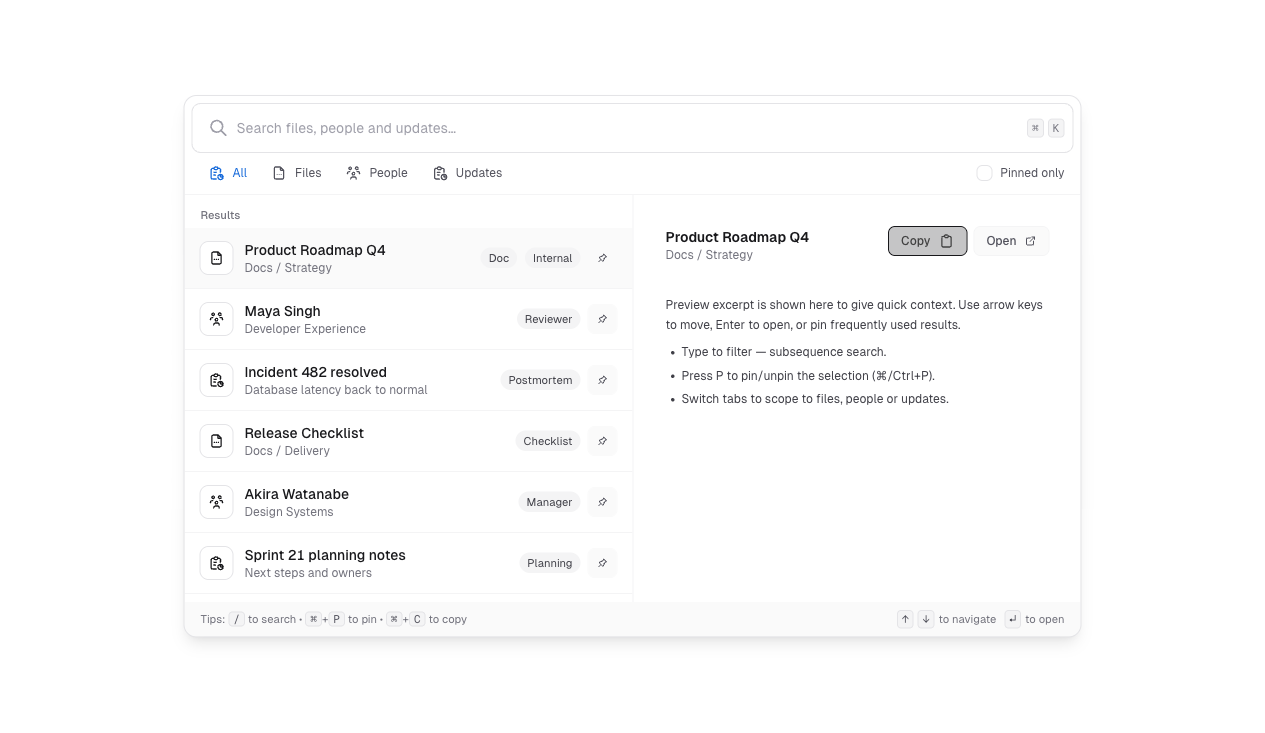 Search files, people and updates...
⌘ K
All Files People Updates
Pinned only
Results
Product Roadmap Q4
Docs / Strategy
Doc Internal
Maya Singh
Developer Experience
Reviewer
Incident 482 resolved
Database latency back to normal
Postmortem
Release Checklist
Docs / Delivery
Checklist
Akira Watanabe
Design Systems
Manager
Sprint 21 planning notes
Next steps and owners
Planning
Product Roadmap Q4
Docs / Strategy
Copy Open
Preview excerpt is shown here to give quick context. Use arrow keys
to move, Enter to open, or pin frequently used results.
• Type to filter — subsequence search.
• Press P to pin/unpin the selection (⌘/Ctrl+P).
• Switch tabs to scope to files, people or updates.
Tips: / to search • ⌘+P to pin • ⌘+C to copy
↑ ↓ to navigate ↵ to open